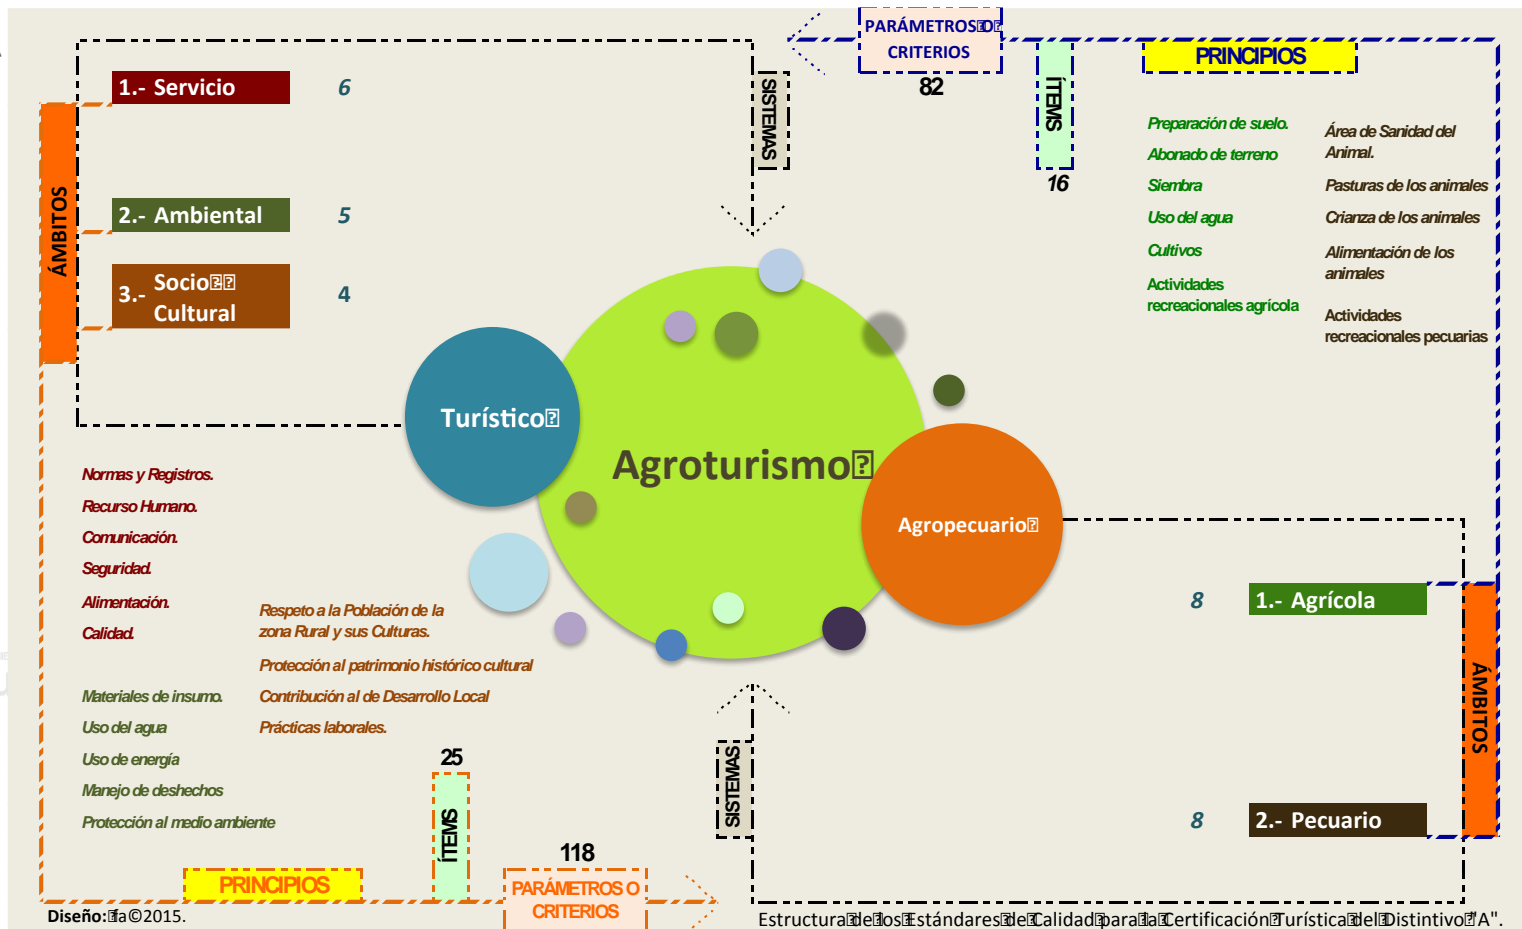 PARÁMETROS O
CRITERIOS
82
ÍTEMS
16
PRINCIPIOS
SISTEMAS
1.- Servicio
6
2.- Ambiental
5
3.- Socio
Cultural
4
ÁMBITOS
Preparación de suelo.
Abonado de terreno
Siembra
Uso del agua
Cultivos
Actividades
recreacionales agrícola
Área de Sanidad del
Animal.
Pasturas de los animales
Crianza de los animales
Alimentación de los
animales
Actividades
recreacionales pecuarias
Turístico
Agroturismo
Agropecuario
Normas y Registros.
Recurso Humano.
Comunicación.
Seguridad.
Alimentación.
Calidad.
Respeto a la Población de la
zona Rural y sus Culturas.
Protección al patrimonio histórico cultural
Contribución al de Desarrollo Local
Prácticas laborales.
Materiales de insumo.
Uso del agua
Uso de energía
Manejo de deshechos
Protección al medio ambiente
8
1.- Agrícola
8
2.- Pecuario
ÁMBITOS
SISTEMAS
25
ÍTEMS
118
PARÁMETROS O
CRITERIOS
PRINCIPIOS
Diseño: fa©2015.
Estructura de los Estándares de Calidad para la Certificación Turística del Distintivo "A".